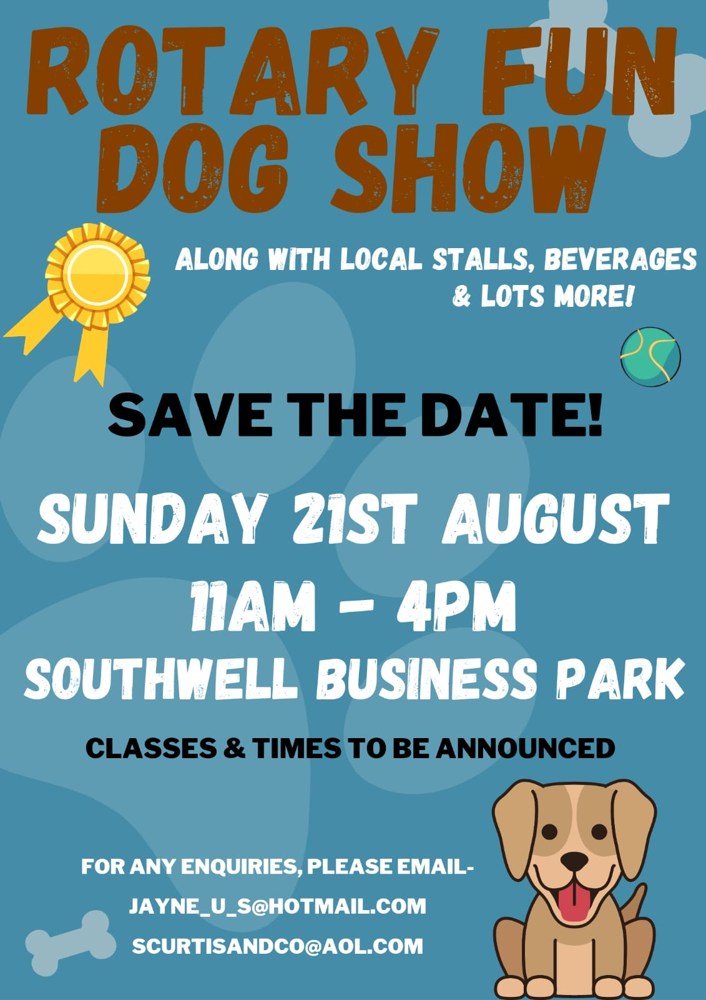 ROTARY FUN
DOG SHOW
ALONG WITH LOCAL STALLS, BEVERAGES
& LOTS MORE!
SAVE THE DATE!
SUNDAY 21ST AUGUST
11AM - 4PM
SOUTHWELL BUSINESS PARK
CLASSES & TIMES TO BE ANNOUNCED
FOR ANY ENQUIRIES, PLEASE EMAIL-
JAYNE_U_S@HOTMAIL.COM
SCURTISANDCO@AOL.COM